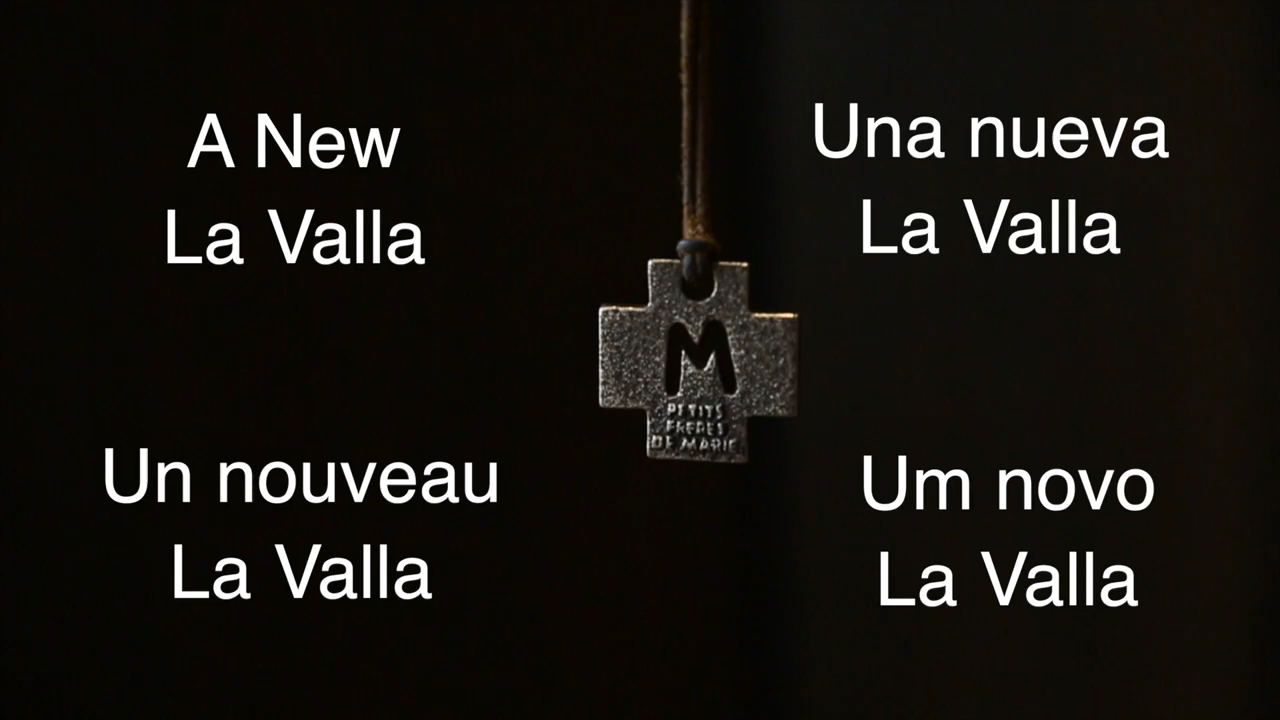 A New
La Valla
Una nueva
La Valla
M
PETITS
FRERES
DE MARIE
Un nouveau
La Valla
Um novo
La Valla